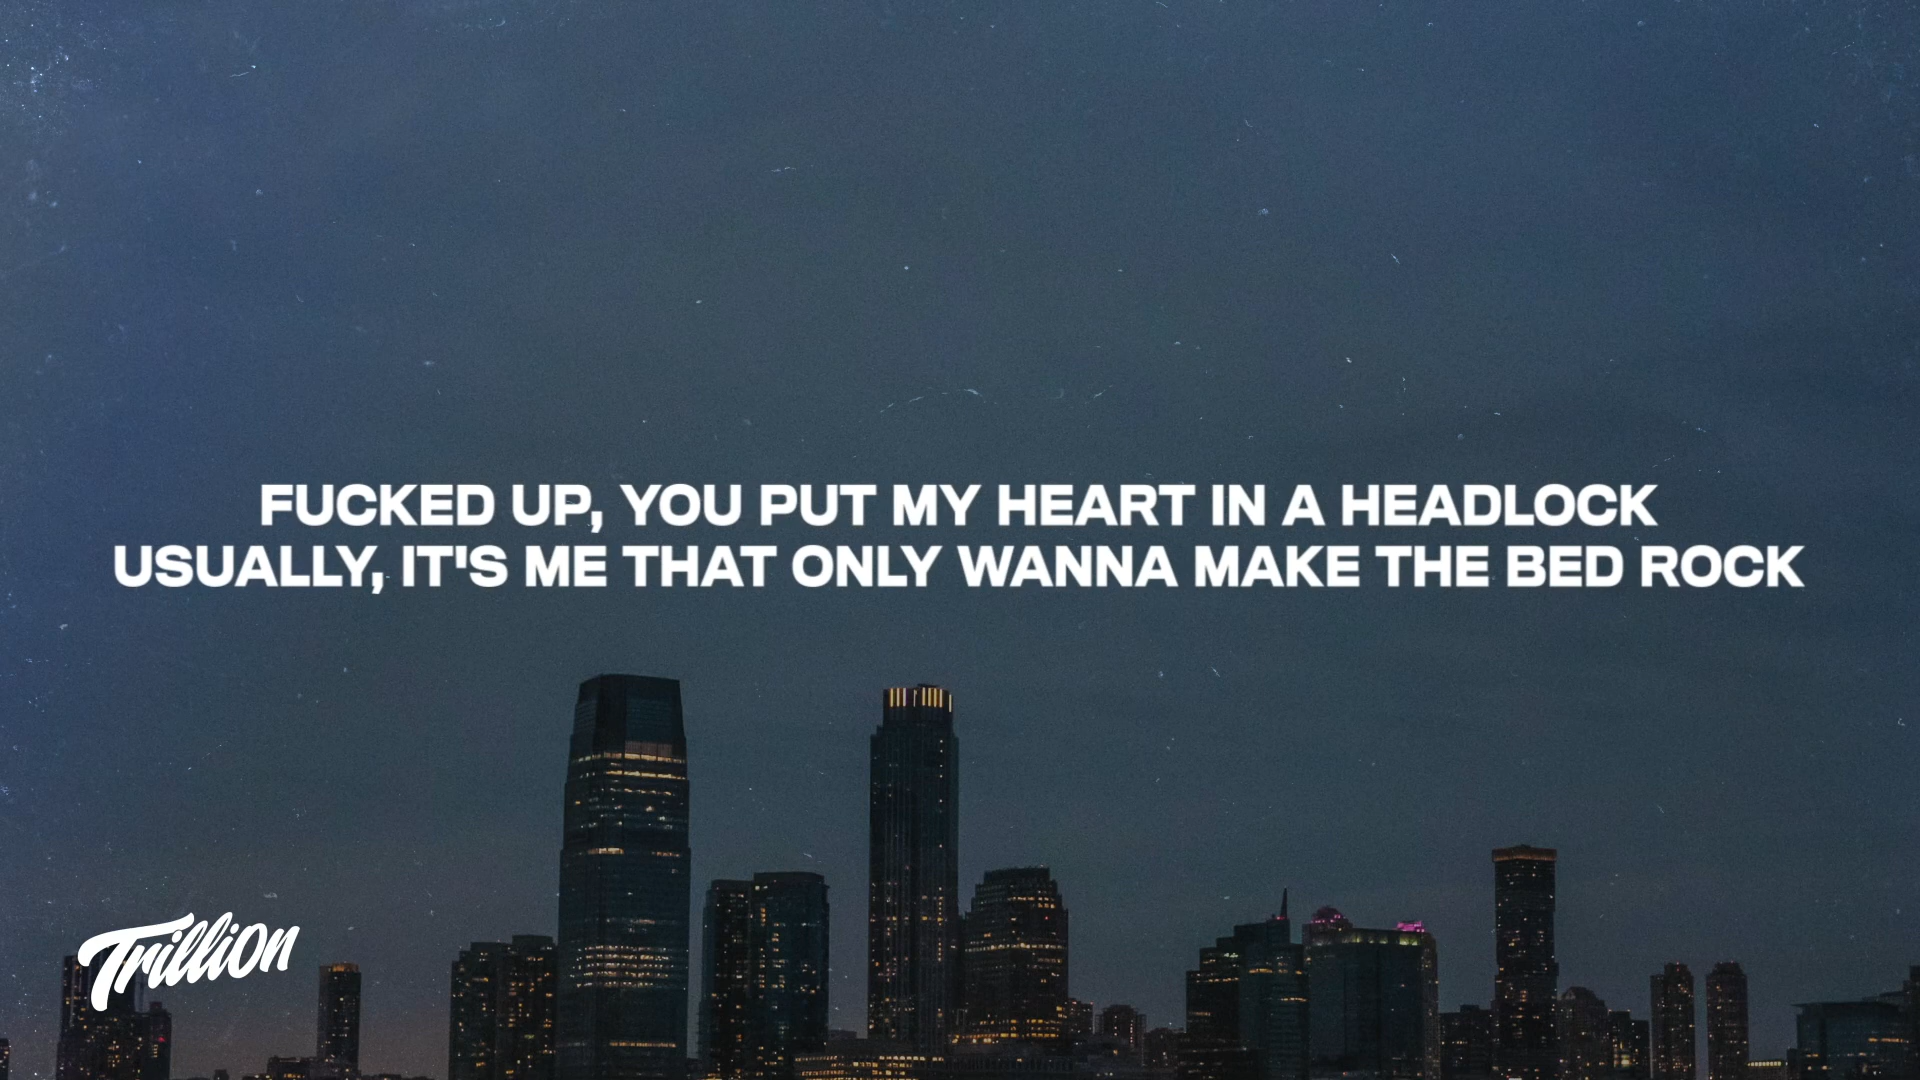 FUCKED UP, YOU PUT MY HEART IN A HEADLOCK
USUALLY, IT'S ME THAT ONLY WANNA MAKE THE BED ROCK
Trillion